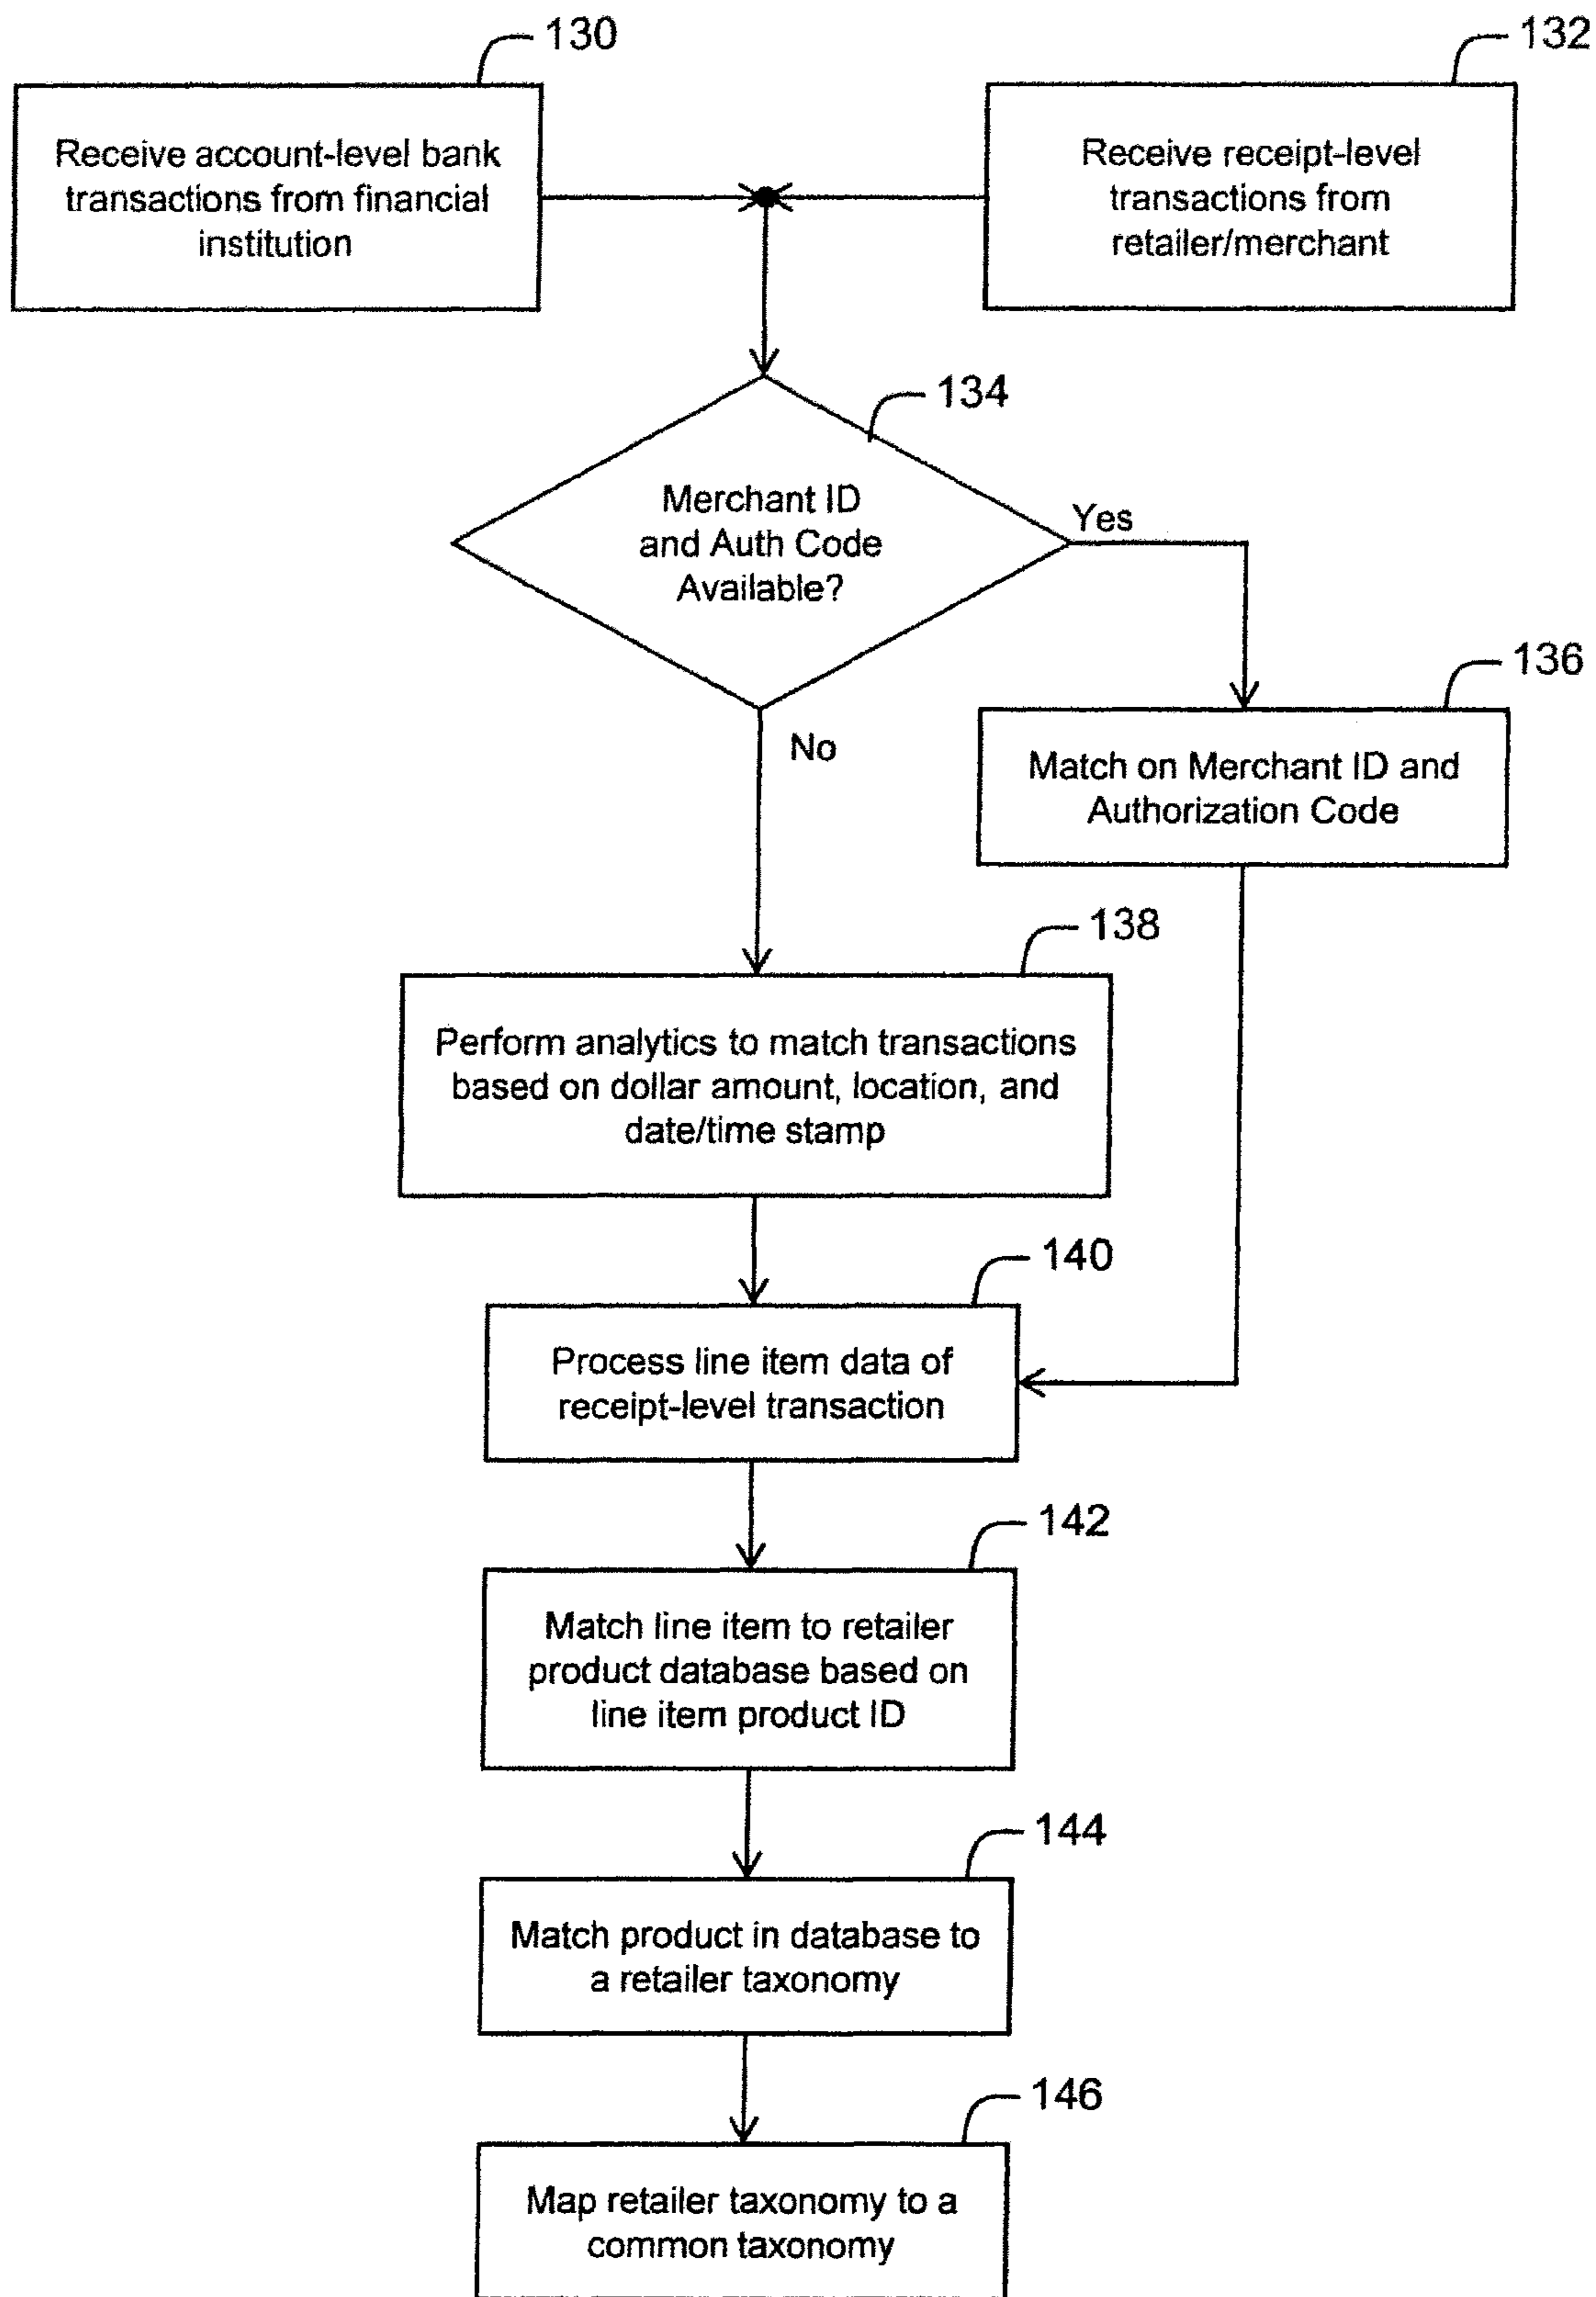 130
132
Receive account-level bank
transactions from financial
institution
Receive receipt-level
transactions from
retailer/merchant
134
Merchant ID
and Auth Code
Available?
Yes
136
No
Match on Merchant ID and
Authorization Code
138
Perform analytics to match transactions
based on dollar amount, location, and
date/time stamp
140
Process line item data of
receipt-level transaction
142
Match line item to retailer
product database based on
line item product ID
144
Match product in database to
a retailer taxonomy
146
Map retailer taxonomy to a
common taxonomy